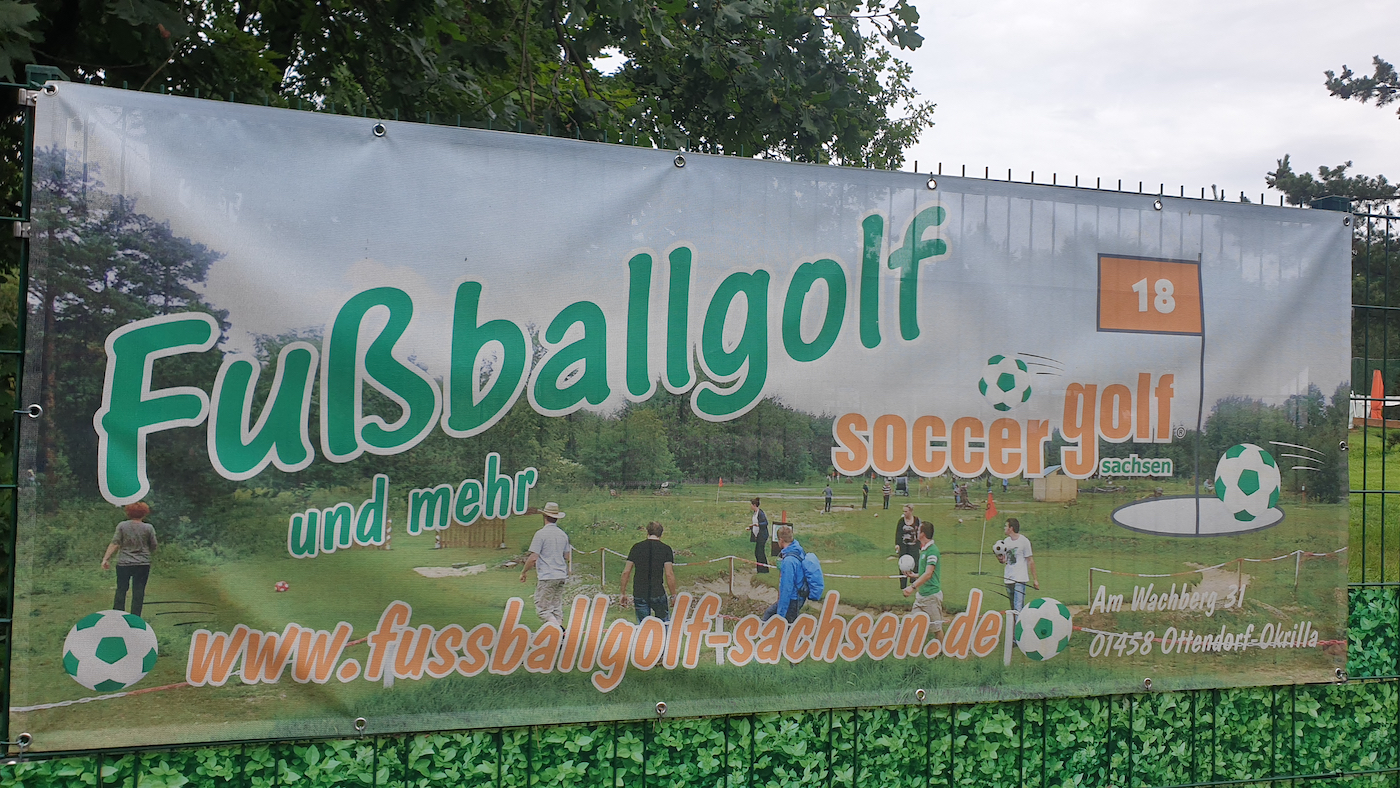 Fußballgolf
und mehr
18
soccergolf®
sachsen
www.fussballgolf-sachsen.de
Am Wachberg 31
01458 Ottendorf-Okrilla